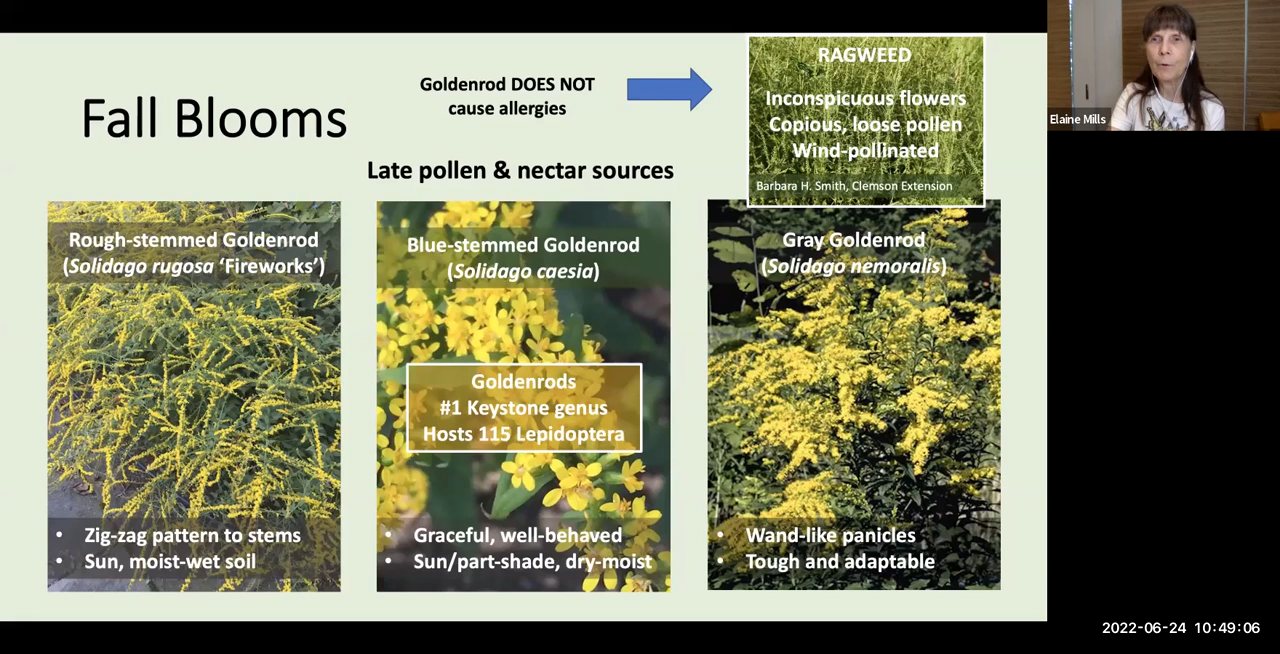 Fall Blooms
Goldenrod DOES NOT
cause allergies
RAGWEED
Inconspicuous flowers
Copious, loose pollen
Wind-pollinated
Barbara H. Smith, Clemson Extension
Late pollen & nectar sources
Rough-stemmed Goldenrod
(Solidago rugosa ‘Fireworks’)
• Zig-zag pattern to stems
• Sun, moist-wet soil
Blue-stemmed Goldenrod
(Solidago caesia)
Goldenrods
#1 Keystone genus
Hosts 115 Lepidoptera
• Graceful, well-behaved
• Sun/part-shade, dry-moist
Gray Goldenrod
(Solidago nemoralis)
• Wand-like panicles
• Tough and adaptable
Elaine Mills
2022-06-24 10:49:06